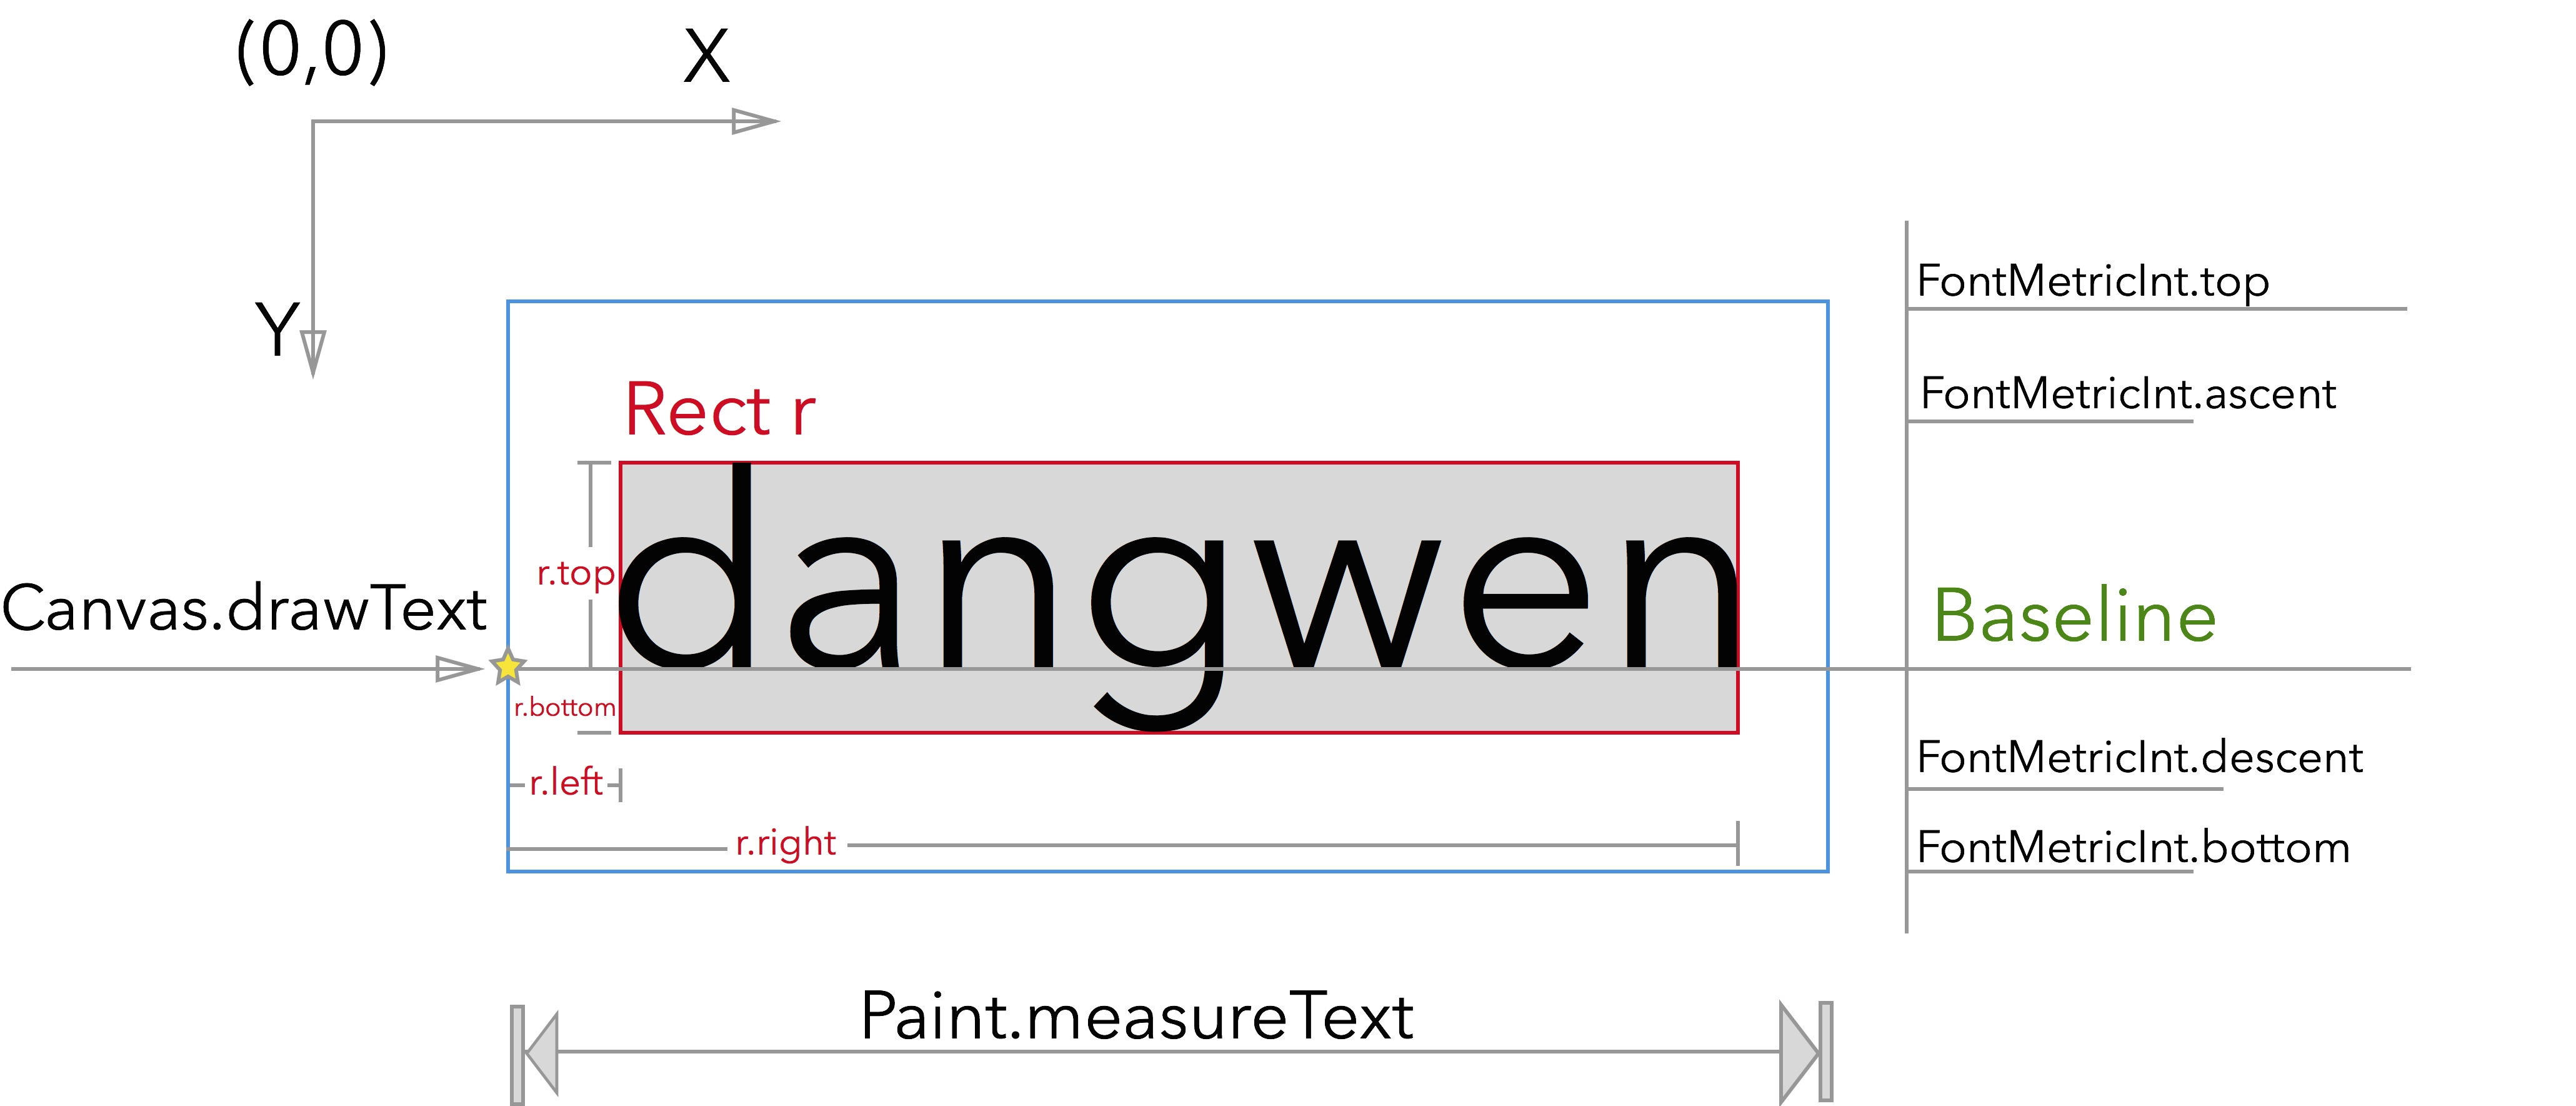 (0,0)
X
Y
FontMetricInt.top
FontMetricInt.ascent
Rect r
dangwen
r.top
Canvas.drawText
Baseline
r.bottom
FontMetricInt.descent
r.left
r.right
FontMetricInt.bottom
Paint.measureText